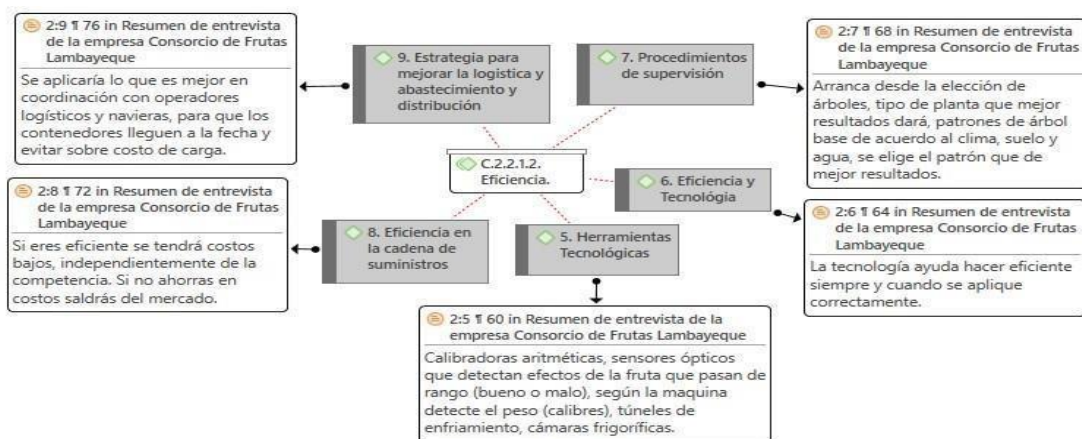 2:9 ¶ 76 in Resumen de entrevista
de la empresa Consorcio de Frutas
Lambayeque
Se aplicaría lo que es mejor en
coordinación con operadores
logísticos y navieras, para que los
contenedores lleguen a la fecha y
evitar sobre costo de carga.
9. Estrategia para
mejorar la logistica y
abastecimiento y
distribución
7. Procedimientos
de supervisión
2:7 ¶ 68 in Resumen de entrevista
de la empresa Consorcio de Frutas
Lambayeque
Arranca desde la elección de
árboles, tipo de planta que mejor
resultados dará, patrones de árbol
base de acuerdo al clima, suelo y
agua, se elige el patrón que de
mejor resultados.
C.2.2.1.2.
Eficiencia.
2:8 ¶ 72 in Resumen de entrevista
de la empresa Consorcio de Frutas
Lambayeque
Si eres eficiente se tendrá costos
bajos, independientemente de la
competencia. Si no ahorras en
costos saldrás del mercado.
8. Eficiencia en
la cadena de
suministros
5. Herramientas
Tecnológicas
6. Eficiencia y
Tecnológia
2:6 ¶ 64 in Resumen de entrevista
de la empresa Consorcio de Frutas
Lambayeque
La tecnología ayuda hacer eficiente
siempre y cuando se aplique
correctamente.
2:5 ¶ 60 in Resumen de entrevista de la
empresa Consorcio de Frutas Lambayeque
Calibradoras aritméticas, sensores ópticos
que detectan efectos de la fruta que pasan de
rango (bueno o malo), según la maquina
detecte el peso (calibres), túneles de
enfriamiento, cámaras frigoríficas.